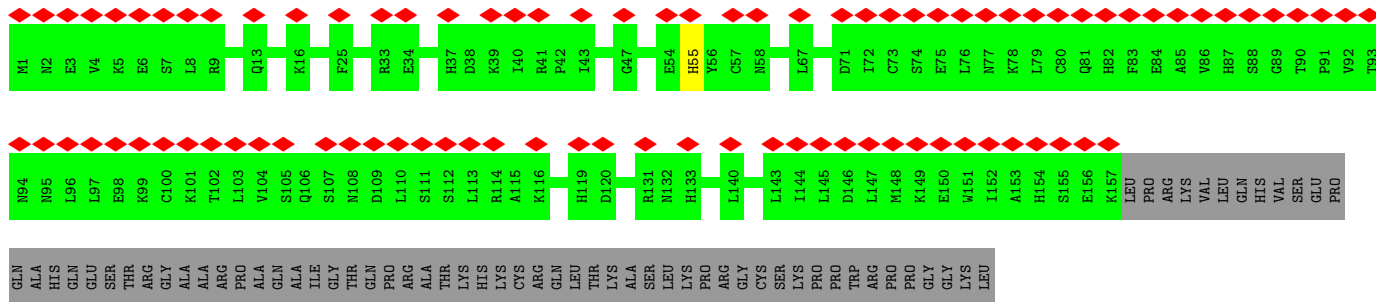 M1 N2 E3 V4 K5 E6 S7 L8 R9 Q13 K16 F25 R33 E34 H37 D38 K39 I40 R41 P42 I43 G47 E54 H55 Y56 C57 N58 L67 D71 I72 C73 S74 E75 L76 N77 K78 L79 C80 Q81 H82 F83 E84 A85 V86 H87 S88 G89 T90 P91 V92 T93
N94 N95 L96 L97 E98 K99 C100 K101 T102 L103 V104 S105 Q106 S107 N108 D109 L110 S111 S112 L113 R114 A115 K116 H119 D120 R131 N132 H133 L140 L143 I144 L145 D146 L147 M148 K149 E150 W151 I152 A153 H154 S155 E156 K157 LEU PRO ARG LYS VAL LEU GLN HIS VAL SER GLU PRO
GLN ALA HIS GLN GLU SER THR ARG GLY ALA ALA ARG PRO ALA GLN ALA ILE GLY THR GLN PRO ARG ALA THR LYS HIS LYS CYS ARG GLN LEU THR LYS ALA SER LEU LYS PRO ARG GLY CYS SER LYS PRO PRO TRP ARG PRO PRO GLY GLY LYS LEU